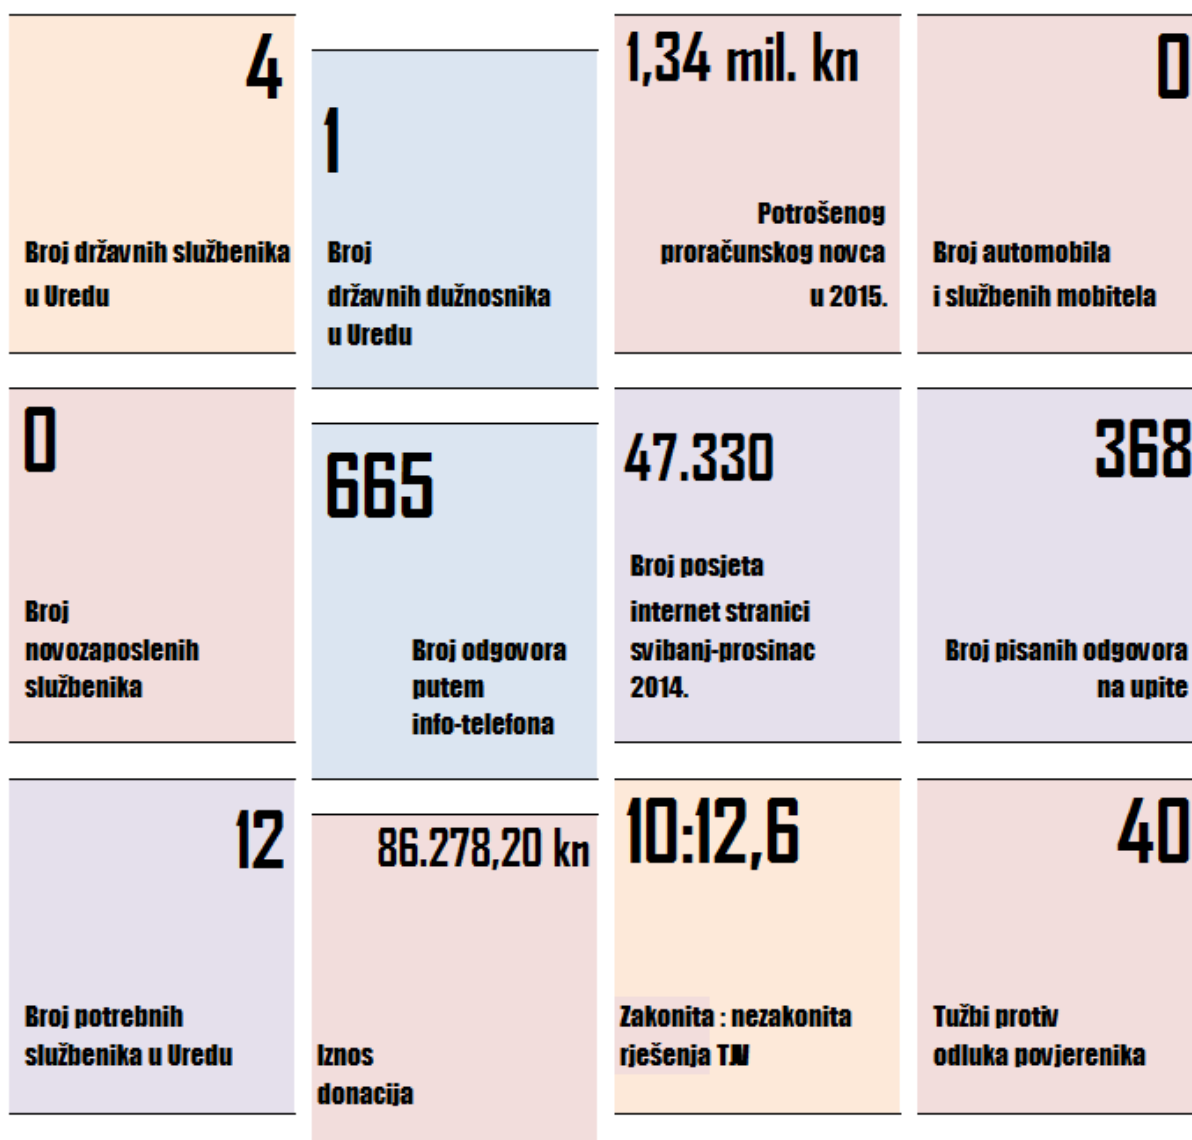 4
Broj državnih službenika
u Uredu
1
Broj
državnih dužnosnika
u Uredu
1,34 mil. kn
Potrošenog
proračunskog novca
u 2015.
0
Broj automobila
i službenih mobitela
0
Broj
novozaposlenih
službenika
665
Broj odgovora
putem
info-telefona
47.330
Broj posjeta
internet stranici
svibanj-prosinac
2014.
368
Broj pisanih odgovora
na upite
12
Broj potrebnih
službenika u Uredu
86.278,20 kn
Iznos
donacija
10:12,6
Zakonita : nezakonita
rješenja TJV
40
Tužbi protiv
odluka povjerenika